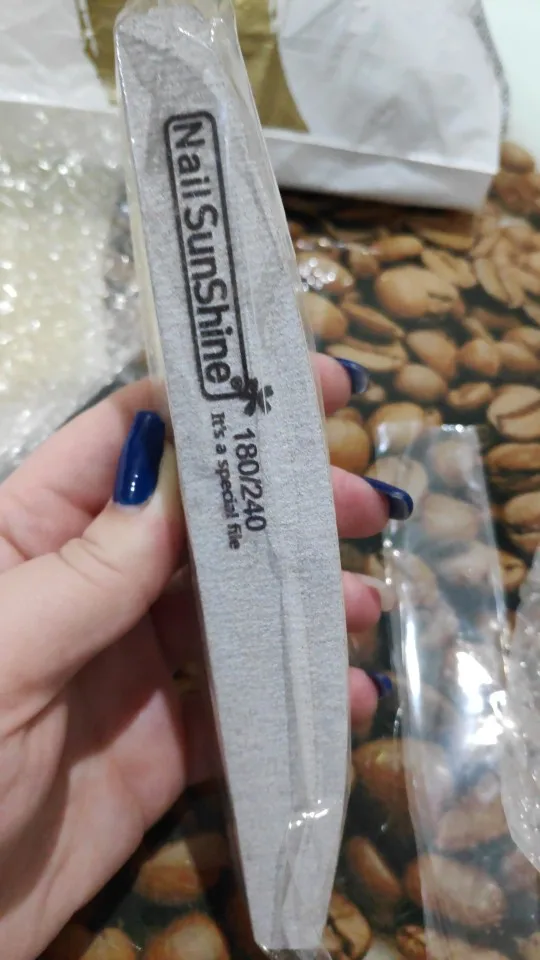 Nail SunShine
180/240
It's a special file